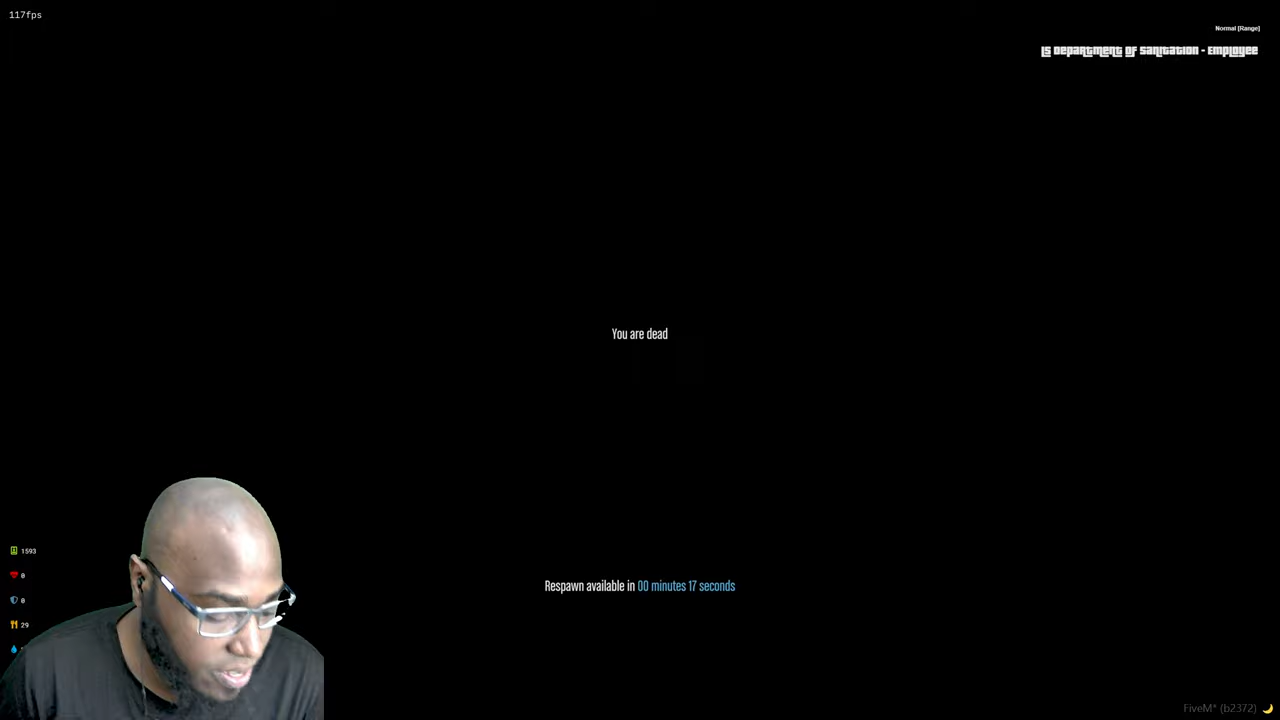 117fps
Normal [Range]
LS Department of Sanitation - Employee
You are dead
1593
0
0
29
Respawn available in 00 minutes 17 seconds
FiveM* (b2372)